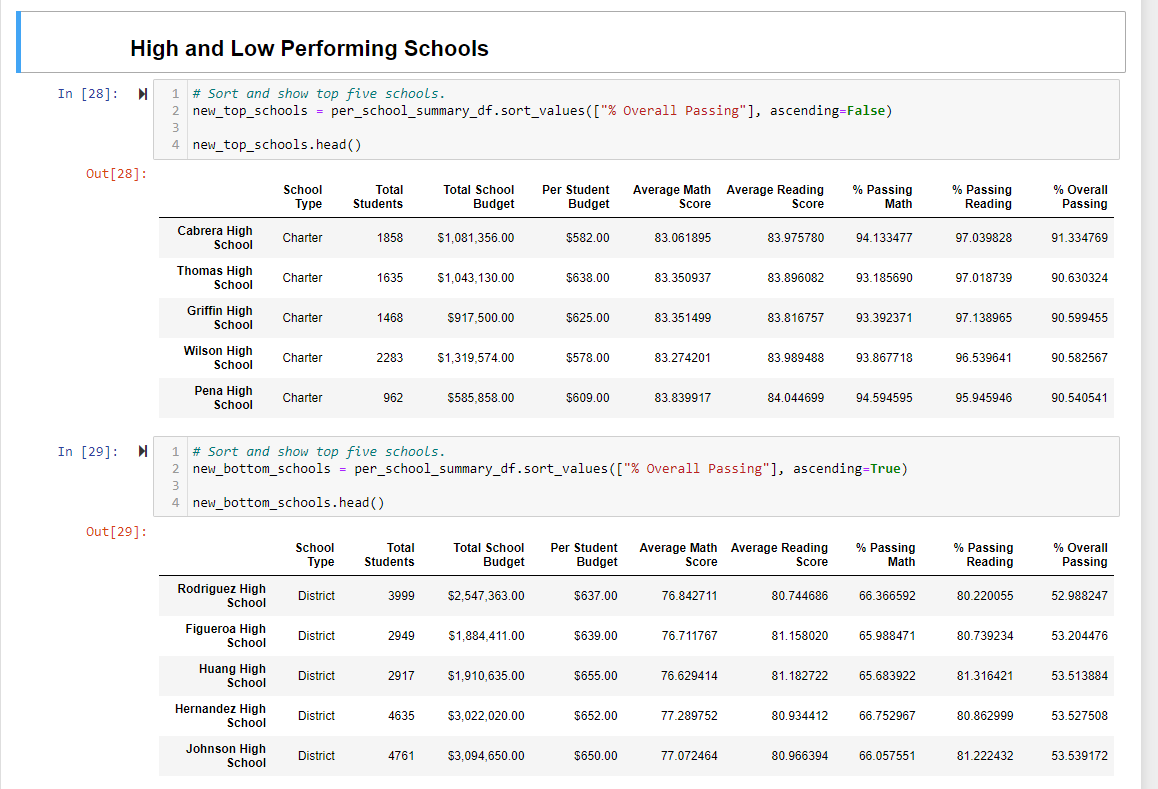 High and Low Performing Schools
In [28]:
1 # Sort and show top five schools.
2 new_top_schools = per_school_summary_df.sort_values(["% Overall Passing"], ascending=False)
3
4 new_top_schools.head()
Out[28]:
School Type Total Students Total School Budget Per Student Budget Average Math Score Average Reading Score % Passing Math % Passing Reading % Overall Passing
Cabrera High School Charter 1858 $1,081,356.00 $582.00 83.061895 83.975780 94.133477 97.039828 91.334769
Thomas High School Charter 1635 $1,043,130.00 $638.00 83.350937 83.896082 93.185690 97.018739 90.630324
Griffin High School Charter 1468 $917,500.00 $625.00 83.351499 83.816757 93.392371 97.138965 90.599455
Wilson High School Charter 2283 $1,319,574.00 $578.00 83.274201 83.989488 93.867718 96.539641 90.582567
Pena High School Charter 962 $585,858.00 $609.00 83.839917 84.044699 94.594595 95.945946 90.540541
In [29]:
1 # Sort and show top five schools.
2 new_bottom_schools = per_school_summary_df.sort_values(["% Overall Passing"], ascending=True)
3
4 new_bottom_schools.head()
Out[29]:
School Type Total Students Total School Budget Per Student Budget Average Math Score Average Reading Score % Passing Math % Passing Reading % Overall Passing
Rodriguez High School District 3999 $2,547,363.00 $637.00 76.842711 80.744686 66.366592 80.220055 52.988247
Figueroa High School District 2949 $1,884,411.00 $639.00 76.711767 81.158020 65.988471 80.739234 53.204476
Huang High School District 2917 $1,910,635.00 $655.00 76.629414 81.182722 65.683922 81.316421 53.513884
Hernandez High School District 4635 $3,022,020.00 $652.00 77.289752 80.934412 66.752967 80.862999 53.527508
Johnson High School District 4761 $3,094,650.00 $650.00 77.072464 80.966394 66.057551 81.222432 53.539172